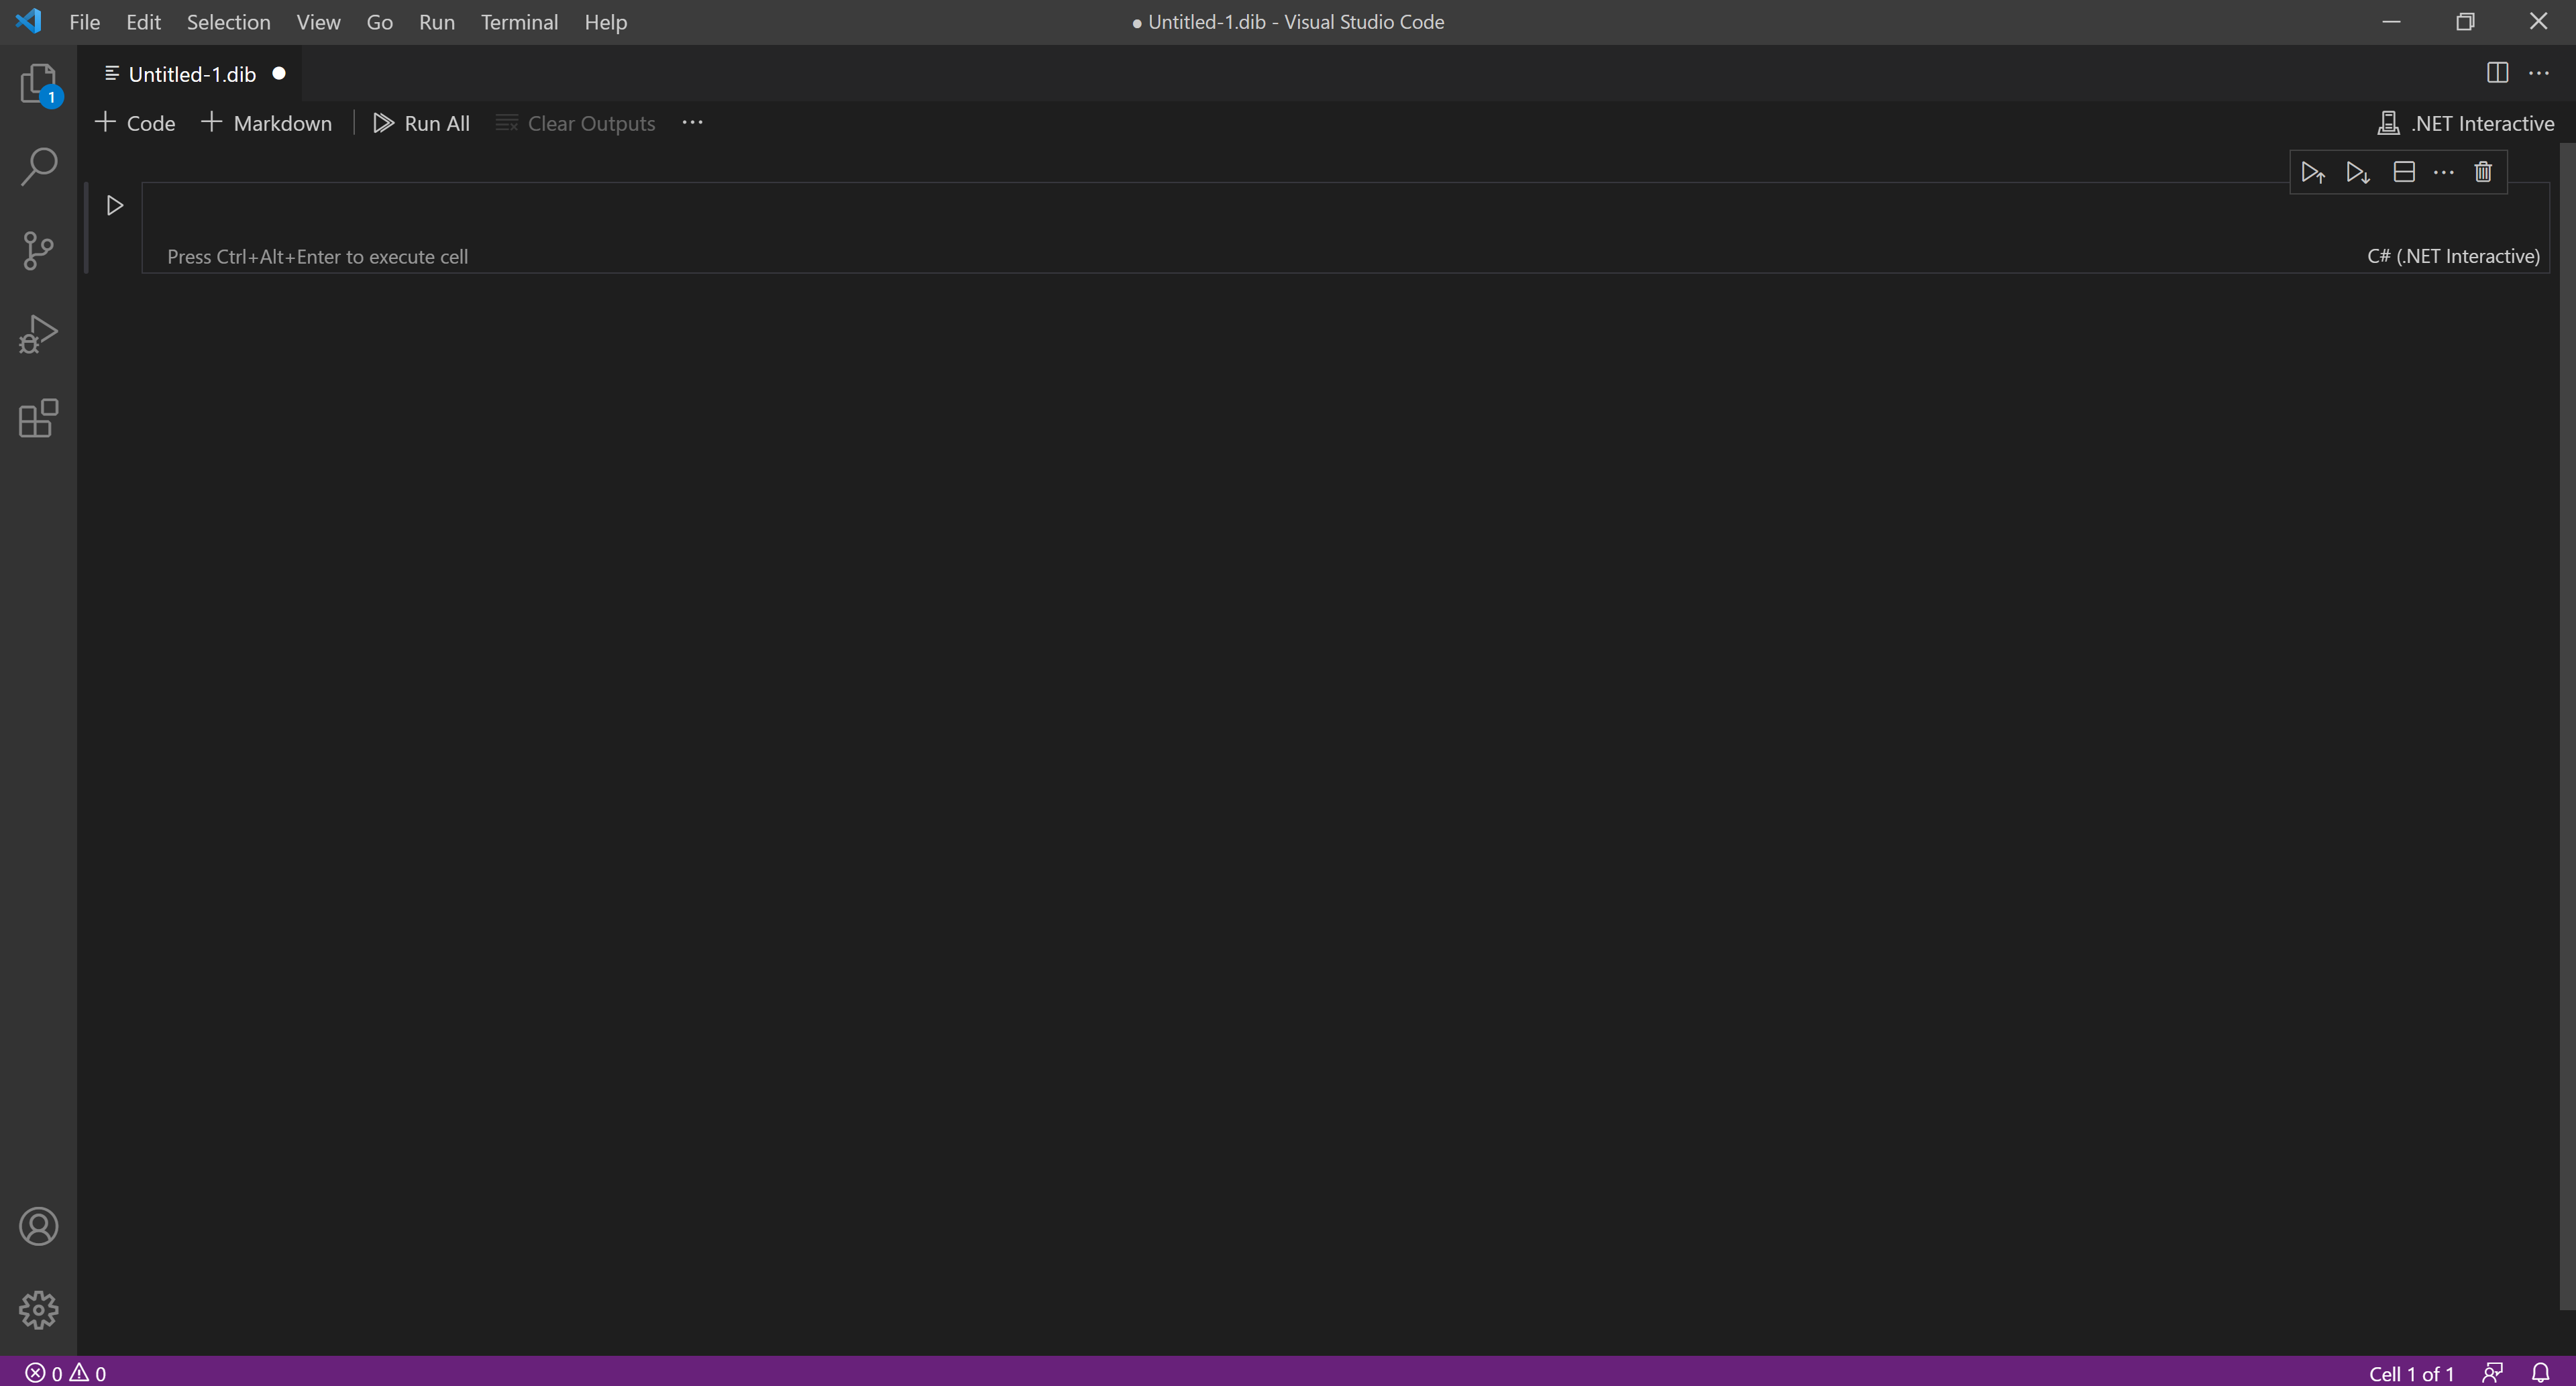 File Edit Selection View Go Run Terminal Help
● Untitled-1.dib - Visual Studio Code
Untitled-1.dib ●
1
+ Code + Markdown Run All Clear Outputs ...
.NET Interactive
Press Ctrl+Alt+Enter to execute cell
C# (.NET Interactive)
0 0
Cell 1 of 1